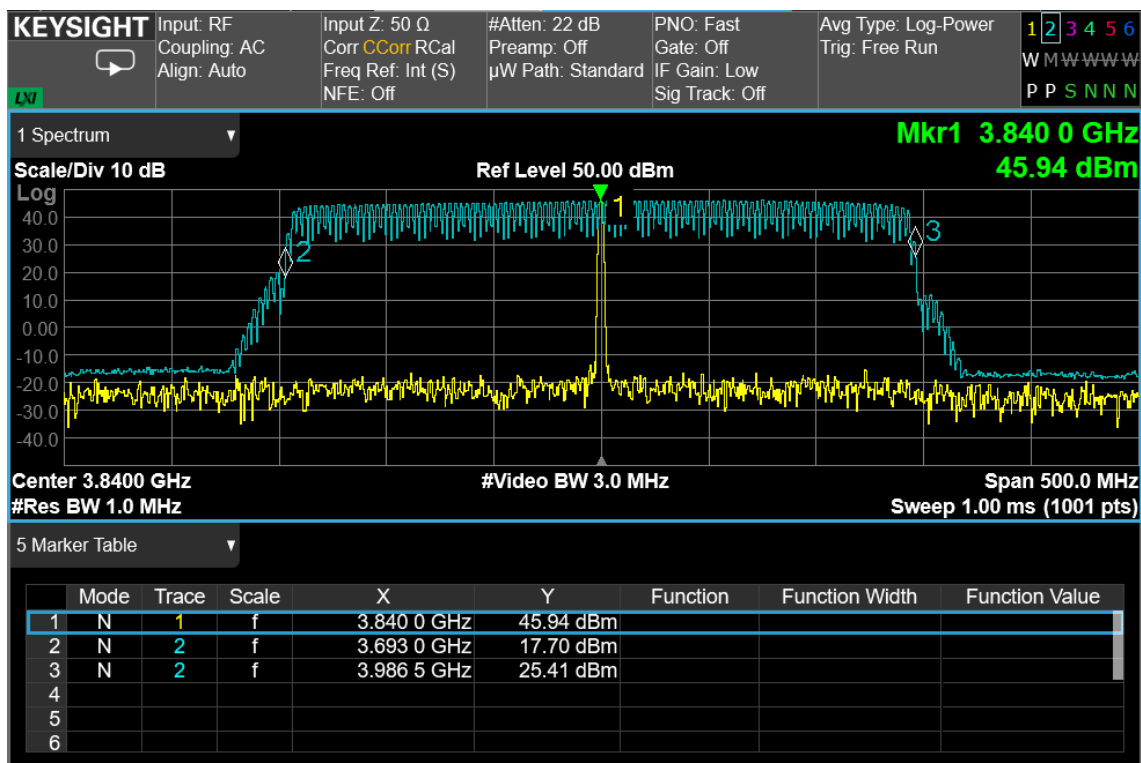 KEYSIGHT Input: RF Input Z: 50 Ω #Atten: 22 dB PNO: Fast Avg Type: Log-Power 1 2 3 4 5 6
Coupling: AC Corr CCorr RCal Preamp: Off Gate: Off Trig: Free Run W M W W W W
Align: Auto Freq Ref: Int (S) µW Path: Standard IF Gain: Low
LXI NFE: Off Sig Track: Off P P S N N N
1 Spectrum Mkr1 3.840 0 GHz
Scale/Div 10 dB Ref Level 50.00 dBm 45.94 dBm
Log
40.0 1
30.0 2 3
20.0
10.0
0.00
-10.0
-20.0
-30.0
-40.0
Center 3.8400 GHz #Video BW 3.0 MHz Span 500.0 MHz
#Res BW 1.0 MHz Sweep 1.00 ms (1001 pts)
5 Marker Table
Mode Trace Scale X Y Function Function Width Function Value
1 N 1 f 3.840 0 GHz 45.94 dBm
2 N 2 f 3.693 0 GHz 17.70 dBm
3 N 2 f 3.986 5 GHz 25.41 dBm
4
5
6